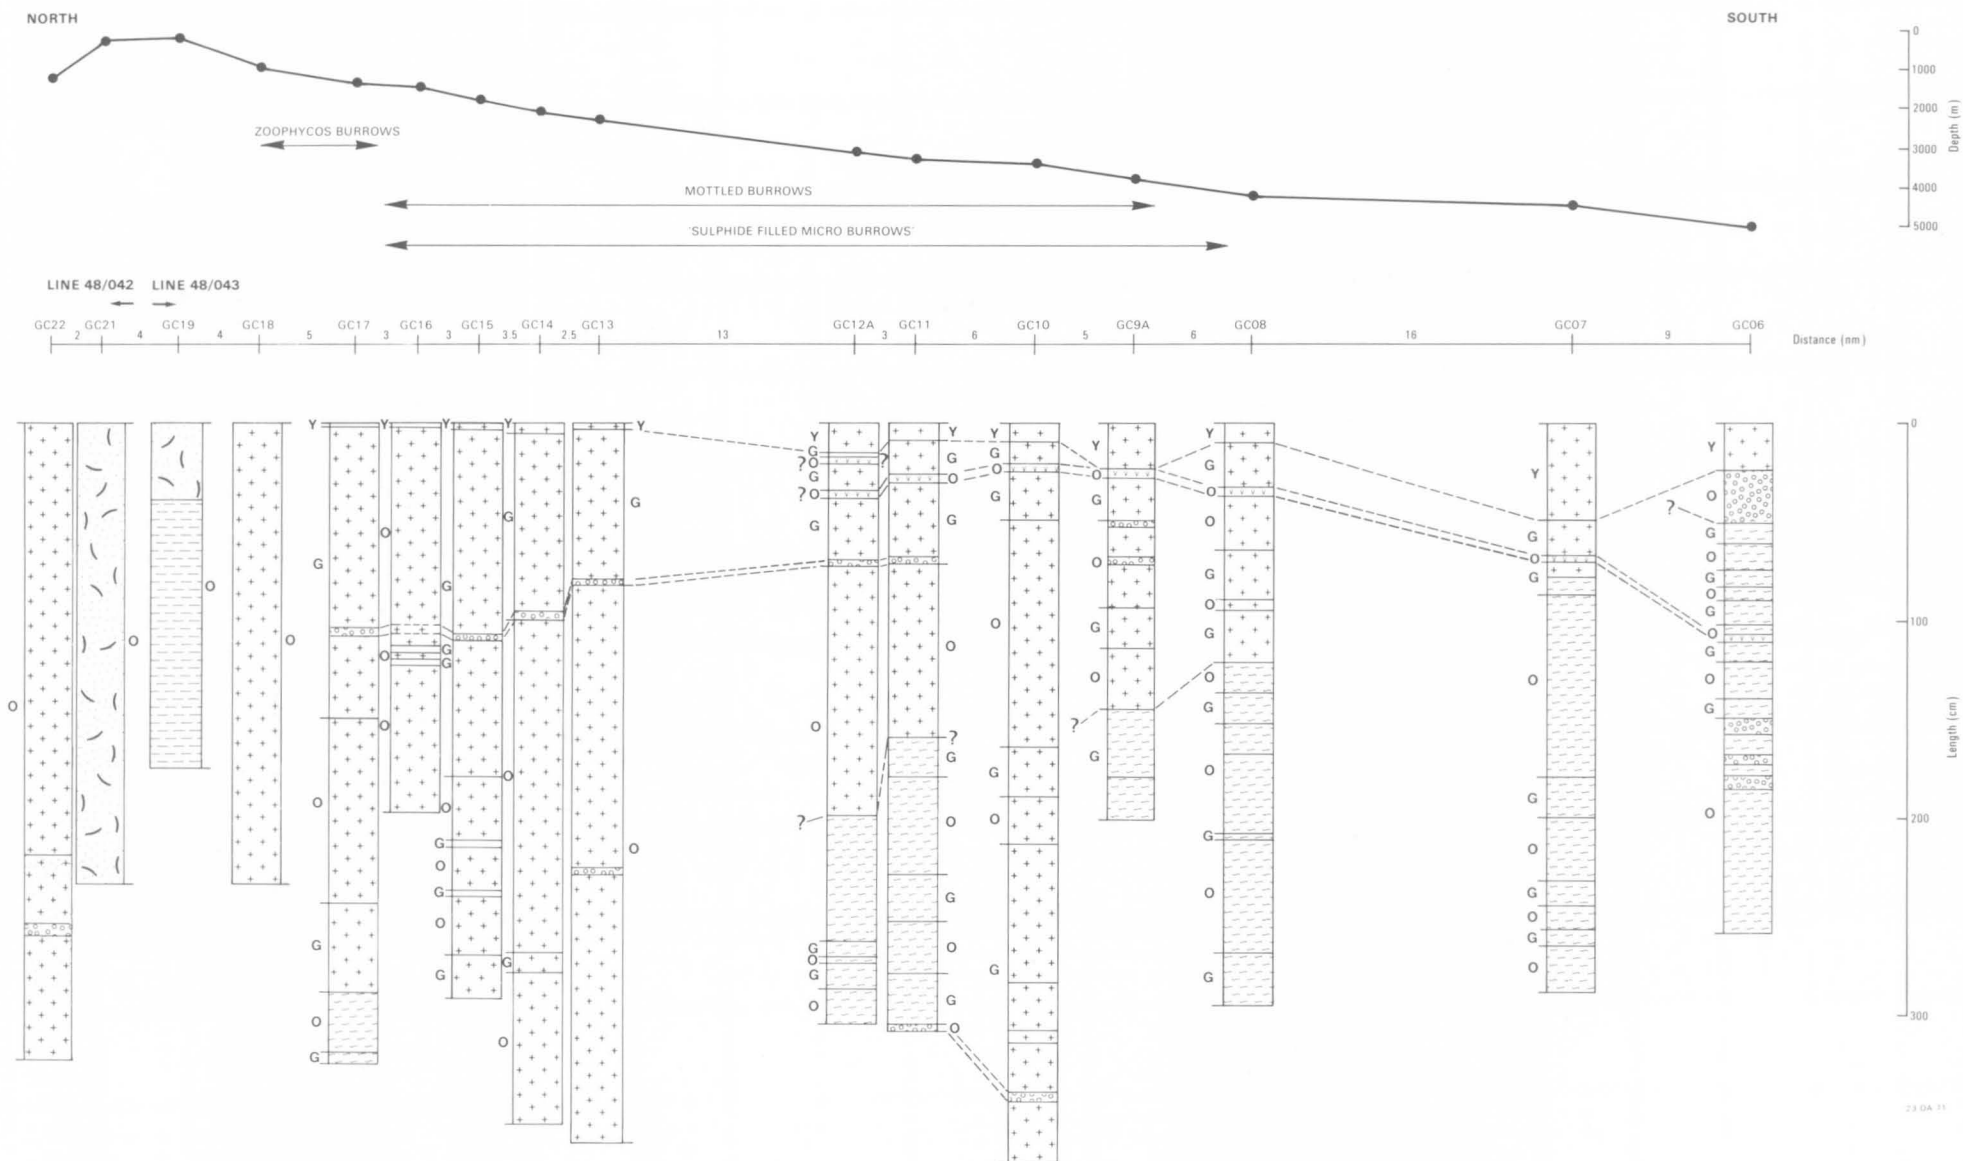 NORTH
SOUTH
0
1000
2000
3000
4000
5000
Depth (m)
ZOOPHYCOS BURROWS
MOTTLED BURROWS
'SULPHIDE FILLED MICRO BURROWS'
LINE 48/042 LINE 48/043
GC22 GC21 GC19 GC18 GC17 GC16 GC15 GC14 GC13 GC12A GC11 GC10 GC9A GC08 GC07 GC06
2 4 4 5 3 3 3.5 2.5 13 3 6 5 6 16 9
Distance (nm)
Y Y Y Y Y Y Y Y Y Y Y Y
0
100
200
300
Length (cm)
O
O
O
O
G
O
G
O
G
O
G
G
O
G
O
G
O
G
O
G
G
O
G
O
G
O
G
? O
G
? O
G
O
?
G
O
G
O
?
G
O
G
O
?
G
O
G
O
G
O
G
O
G
O
G
O
G
O
G
O
G
O
?
G
G
O
O
G
O
G
O
G
O
G
O
G
G
O
G
O
G
O
G
O
G
O
O
?
G
O
G
O
G
O
G
O
G
O